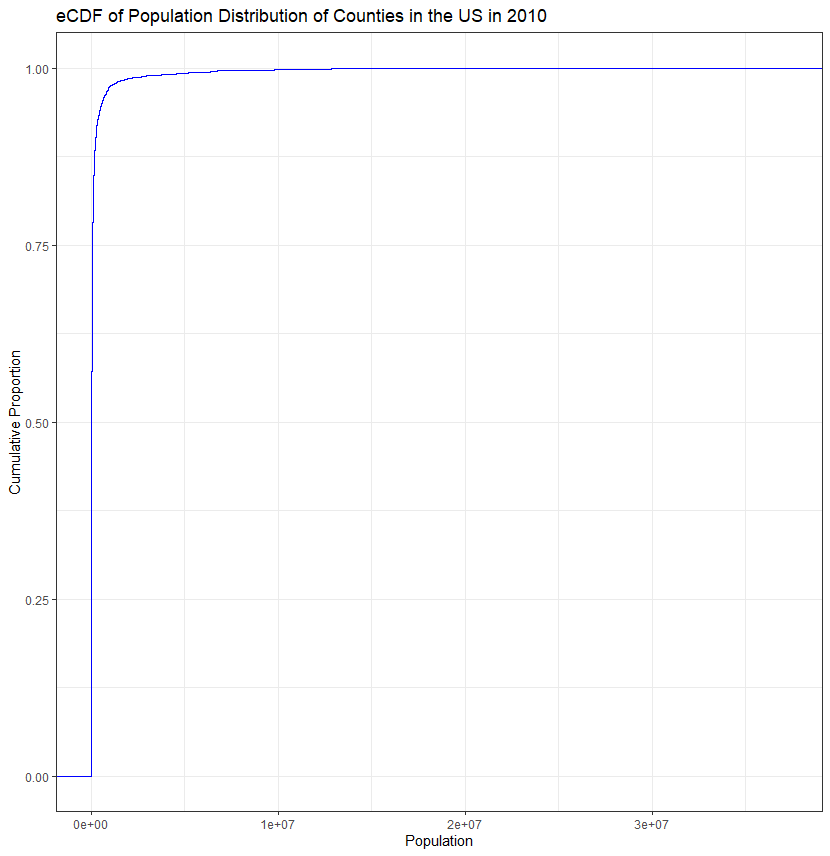 eCDF of Population Distribution of Counties in the US in 2010
1.00
0.75
0.50
0.25
0.00
Cumulative Proportion
0e+00 1e+07 2e+07 3e+07
Population